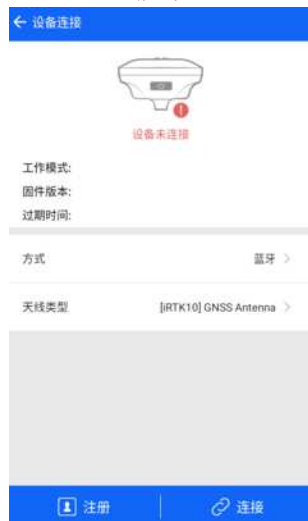 设备连接
设备未连接
工作模式:
固件版本:
过期时间:
方式 蓝牙
天线类型 [iRTK10] GNSS Antenna
注册 连接